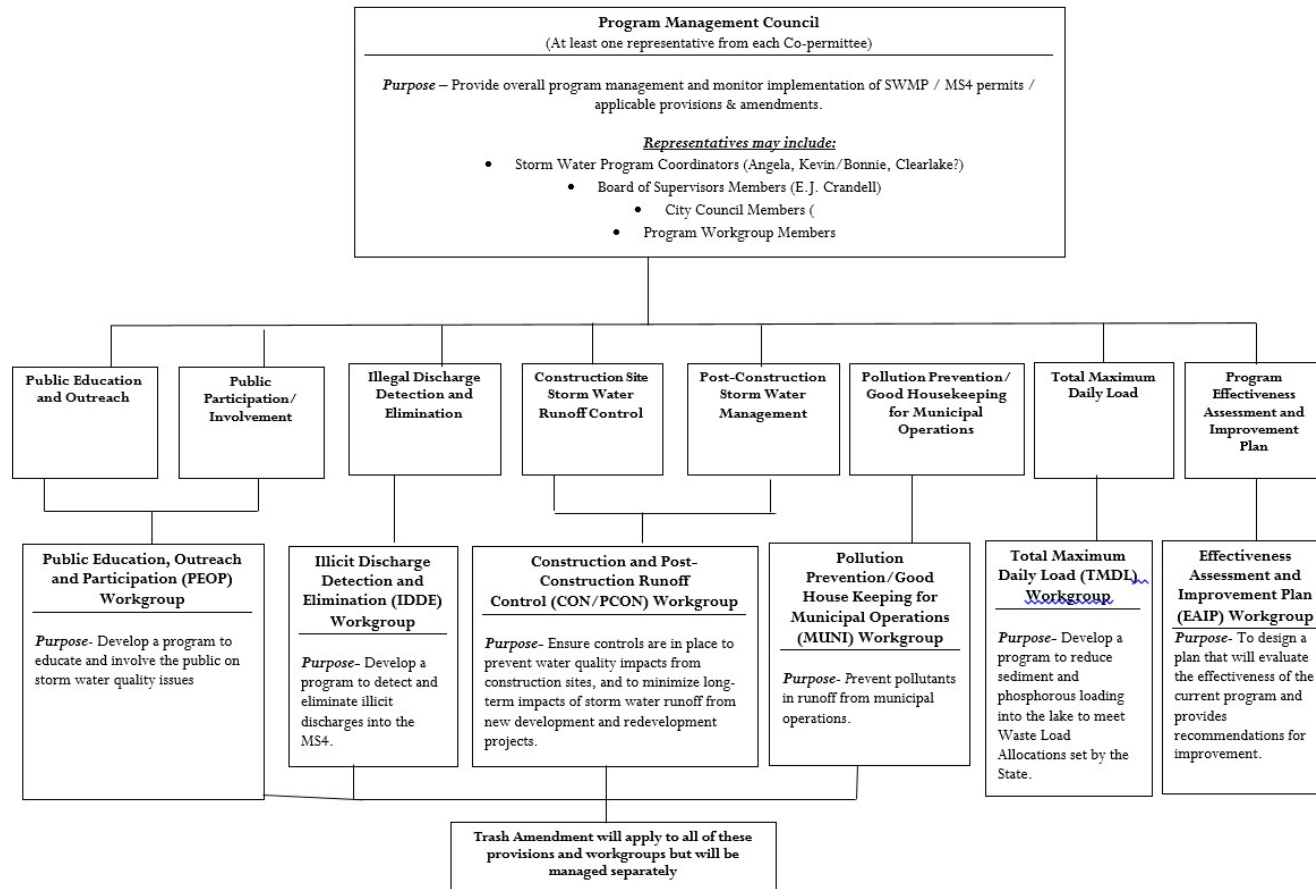 Program Management Council
(At least one representative from each Co-permittee)
Purpose – Provide overall program management and monitor implementation of SWMP / MS4 permits /
applicable provisions & amendments.
Representatives may include:
• Storm Water Program Coordinators (Angela, Kevin/Bonnie, Clearlake?)
• Board of Supervisors Members (E.J. Crandell)
• City Council Members (
• Program Workgroup Members
Public Education
and Outreach
Public
Participation/
Involvement
Illegal Discharge
Detection and
Elimination
Construction Site
Storm Water
Runoff Control
Post-Construction
Storm Water
Management
Pollution Prevention/
Good Housekeeping
for Municipal
Operations
Total Maximum
Daily Load
Program
Effectiveness
Assessment and
Improvement
Plan
Public Education, Outreach
and Participation (PEOP)
Workgroup
Purpose- Develop a program to
educate and involve the public on
storm water quality issues
Illicit Discharge
Detection and
Elimination (IDDE)
Workgroup
Purpose- Develop a
program to detect and
eliminate illicit
discharges into the
MS4.
Construction and Post-
Construction Runoff
Control (CON/PCON) Workgroup
Purpose- Ensure controls are in place to
prevent water quality impacts from
construction sites, and to minimize long-
term impacts of storm water runoff from
new development and redevelopment
projects.
Pollution
Prevention/Good
House Keeping for
Municipal Operations
(MUNI) Workgroup
Purpose- Prevent pollutants
in runoff from municipal
operations.
Total Maximum
Daily Load (TMDL)
Workgroup
Purpose- Develop a
program to reduce
sediment and
phosphorous loading
into the lake to meet
Waste Load
Allocations set by the
State.
Effectiveness
Assessment and
Improvement Plan
(EAIP) Workgroup
Purpose- To design a
plan that will evaluate
the effectiveness of the
current program and
provides
recommendations for
improvement.
Trash Amendment will apply to all of these
provisions and workgroups but will be
managed separately